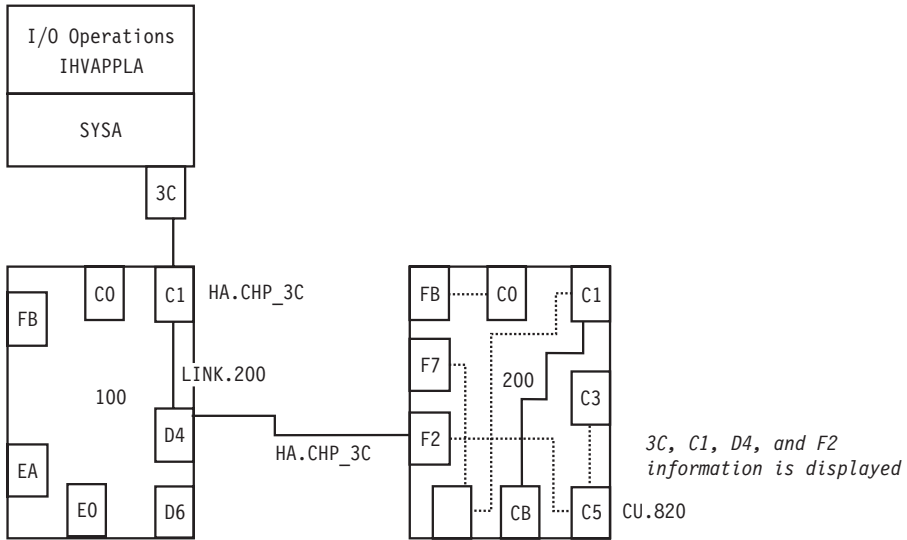 I/O Operations
IHVAPPLA
SYSA
3C
C0
C1
HA.CHP_3C
FB
LINK.200
100
D4
HA.CHP_3C
EA
E0
D6
FB
C0
C1
F7
200
C3
F2
CB
C5
CU.820
3C, C1, D4, and F2
information is displayed